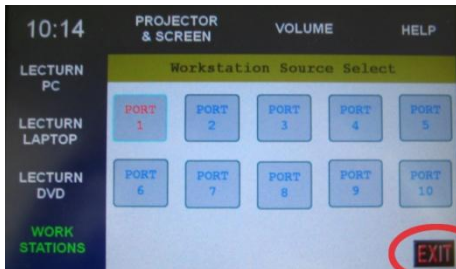 10:14
PROJECTOR
& SCREEN
VOLUME
HELP
LECTURN
PC
LECTURN
LAPTOP
LECTURN
DVD
WORK
STATIONS
Workstation Source Select
PORT
1
PORT
2
PORT
3
PORT
4
PORT
5
PORT
6
PORT
7
PORT
8
PORT
9
PORT
10
EXIT